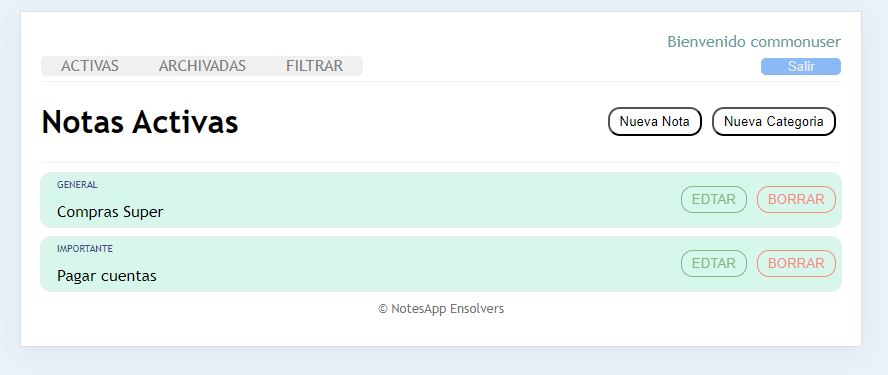 Bienvenido commonuser
ACTIVAS ARCHIVADAS FILTRAR Salir
Notas Activas Nueva Nota Nueva Categoria
GENERAL
Compras Super EDTAR BORRAR
IMPORTANTE
Pagar cuentas EDTAR BORRAR
© NotesApp Ensolvers